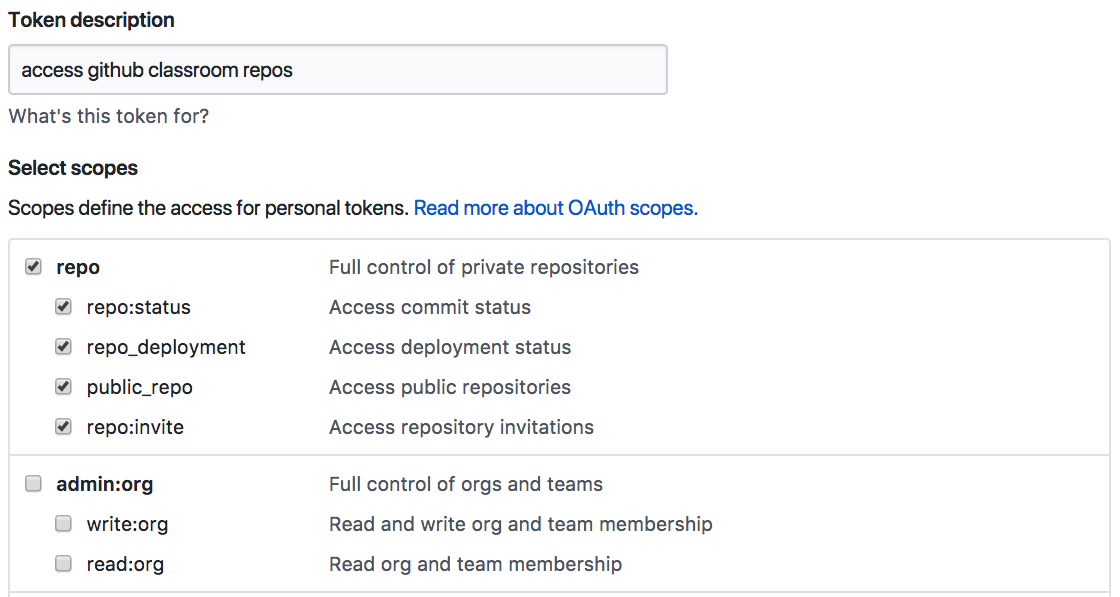 Token description
access github classroom repos
What's this token for?
Select scopes
Scopes define the access for personal tokens. Read more about OAuth scopes.
repo Full control of private repositories
repo:status Access commit status
repo_deployment Access deployment status
public_repo Access public repositories
repo:invite Access repository invitations
admin:org Full control of orgs and teams
write:org Read and write org and team membership
read:org Read org and team membership